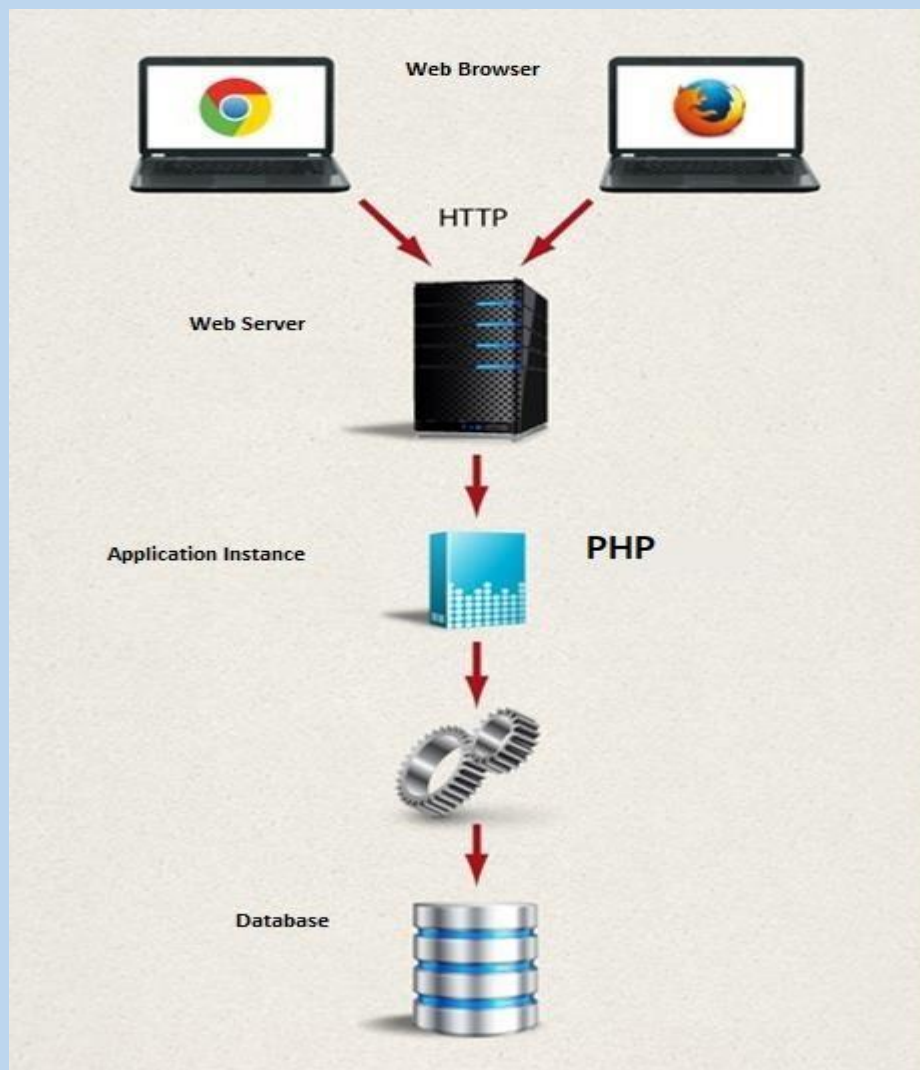 Web Browser
HTTP
Web Server
Application Instance
PHP
Database